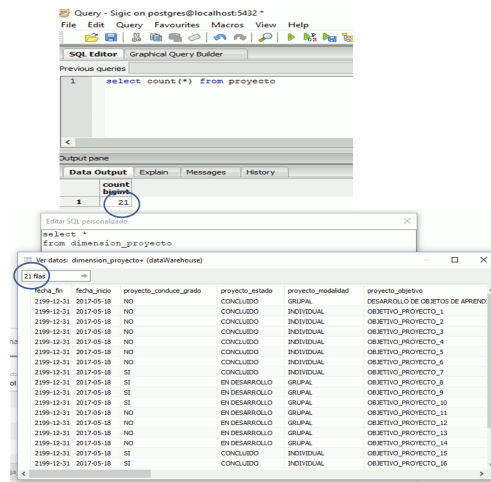 Query - Sigic on postgres@localhost:5432 *
File Edit Query Favourites Macros View Help
SQL Editor Graphical Query Builder
Previous queries
1 select count(*) from proyecto
<
Output pane
Data Output Explain Messages History
count
bigint
1 21
Editar SQL personalizado
select *
from dimension_proyecto
Ver datos: dimension_proyecto+ (dataWarehouse)
21 filas
fecha_fin fecha_inicio proyecto_conduce_grado proyecto_estado proyecto_modalidad proyecto_objetivo
2199-12-31 2017-05-18 NO CONCLUIDO GRUPAL DESARROLLO DE OBJETOS DE APRENDI
2199-12-31 2017-05-18 NO CONCLUIDO INDIVIDUAL OBJETIVO_PROYECTO_1
2199-12-31 2017-05-18 NO CONCLUIDO INDIVIDUAL OBJETIVO_PROYECTO_2
2199-12-31 2017-05-18 NO CONCLUIDO INDIVIDUAL OBJETIVO_PROYECTO_3
2199-12-31 2017-05-18 NO CONCLUIDO INDIVIDUAL OBJETIVO_PROYECTO_4
2199-12-31 2017-05-18 NO CONCLUIDO INDIVIDUAL OBJETIVO_PROYECTO_5
2199-12-31 2017-05-18 NO CONCLUIDO INDIVIDUAL OBJETIVO_PROYECTO_6
2199-12-31 2017-05-18 SI CONCLUIDO INDIVIDUAL OBJETIVO_PROYECTO_7
2199-12-31 2017-05-18 SI EN DESARROLLO GRUPAL OBJETIVO_PROYECTO_8
2199-12-31 2017-05-18 SI EN DESARROLLO GRUPAL OBJETIVO_PROYECTO_9
2199-12-31 2017-05-18 SI EN DESARROLLO GRUPAL OBJETIVO_PROYECTO_10
2199-12-31 2017-05-18 NO EN DESARROLLO GRUPAL OBJETIVO_PROYECTO_11
2199-12-31 2017-05-18 NO EN DESARROLLO GRUPAL OBJETIVO_PROYECTO_12
2199-12-31 2017-05-18 NO EN DESARROLLO GRUPAL OBJETIVO_PROYECTO_13
2199-12-31 2017-05-18 NO EN DESARROLLO GRUPAL OBJETIVO_PROYECTO_14
2199-12-31 2017-05-18 SI CONCLUIDO INDIVIDUAL OBJETIVO_PROYECTO_15
2199-12-31 2017-05-18 SI CONCLUIDO INDIVIDUAL OBJETIVO_PROYECTO_16